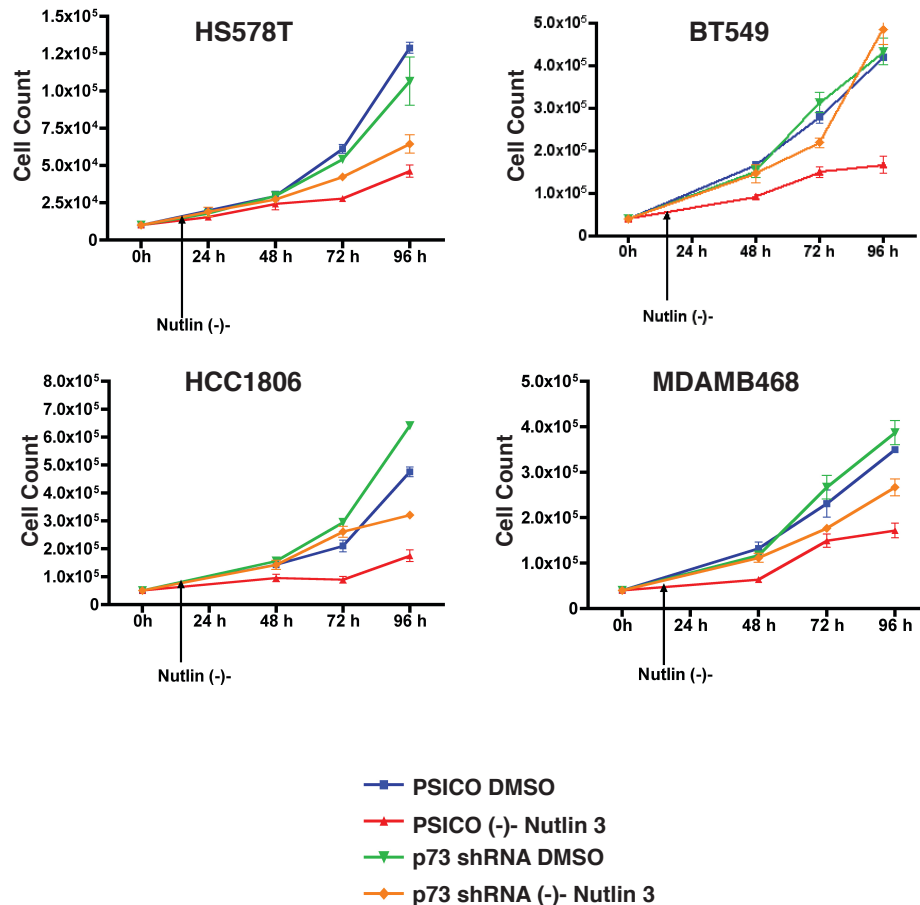 HS578T
Cell Count
1.5x10⁵
1.2x10⁵
7.5x10⁴
5.0x10⁴
2.5x10⁴
0
0h 24 h 48 h 72 h 96 h
Nutlin (-)-
BT549
Cell Count
5.0x10⁵
4.0x10⁵
3.0x10⁵
2.0x10⁵
1.0x10⁵
0
0h 24 h 48 h 72 h 96 h
Nutlin (-)-
HCC1806
Cell Count
8.0x10⁵
7.0x10⁵
6.0x10⁵
5.0x10⁵
4.0x10⁵
3.0x10⁵
2.0x10⁵
1.0x10⁵
0
0h 24 h 48 h 72 h 96 h
Nutlin (-)-
MDAMB468
Cell Count
5.0x10⁵
4.0x10⁵
3.0x10⁵
2.0x10⁵
1.0x10⁵
0
0h 24 h 48 h 72 h 96 h
Nutlin (-)-
PSICO DMSO
PSICO (-)- Nutlin 3
p73 shRNA DMSO
p73 shRNA (-)- Nutlin 3